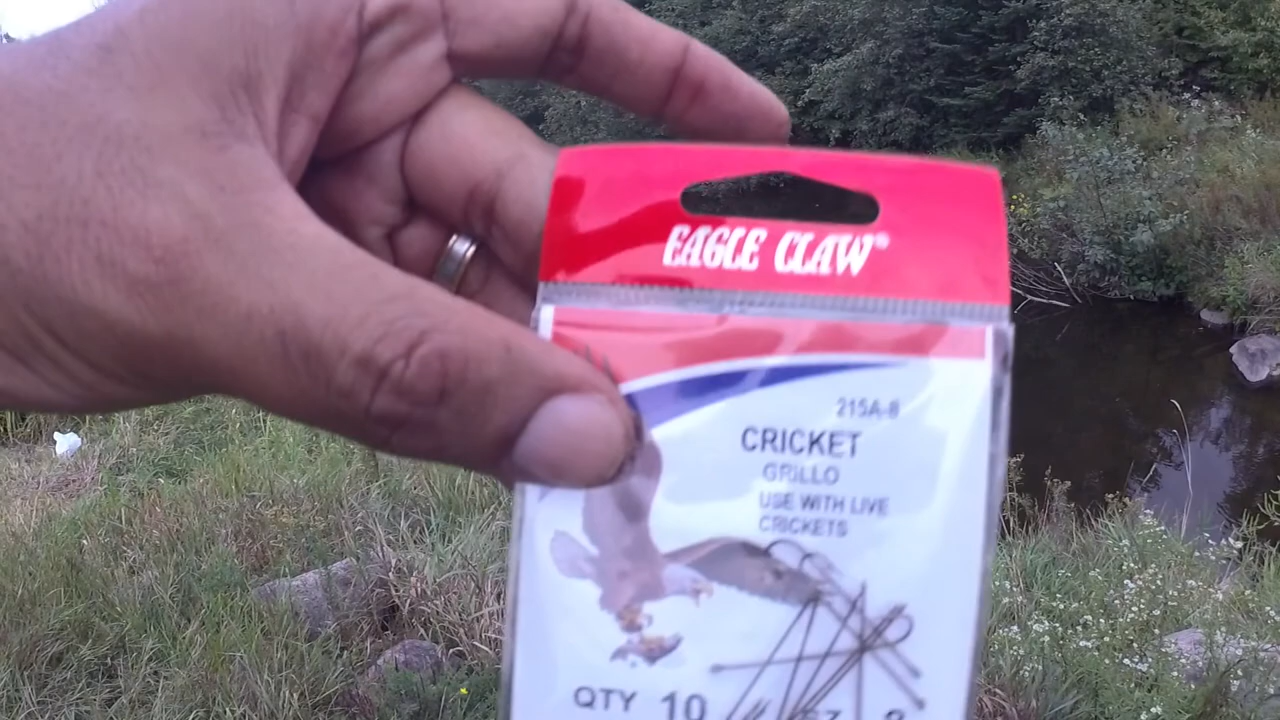 EAGLE CLAW®
215A-8
CRICKET
GRILLO
USE WITH LIVE
CRICKETS
QTY 10